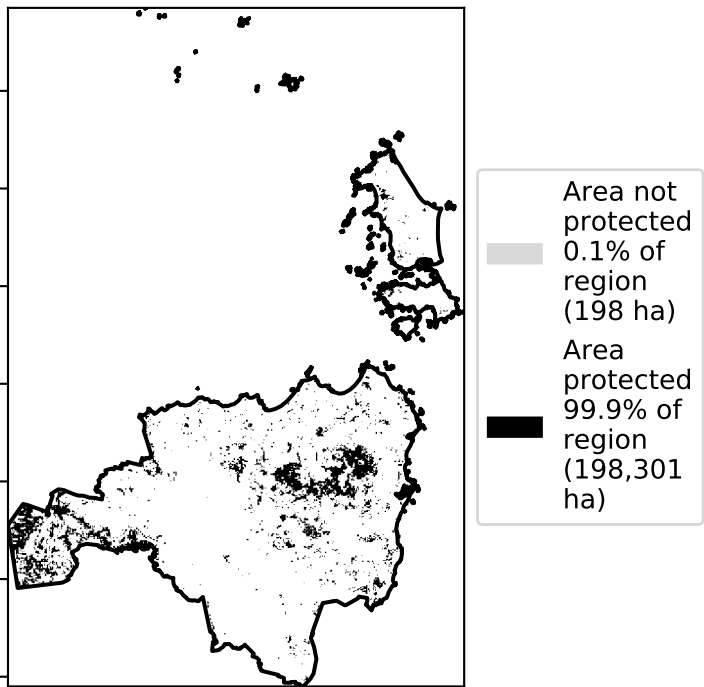 Area not
protected
0.1% of
region
(198 ha)
Area
protected
99.9% of
region
(198,301
ha)